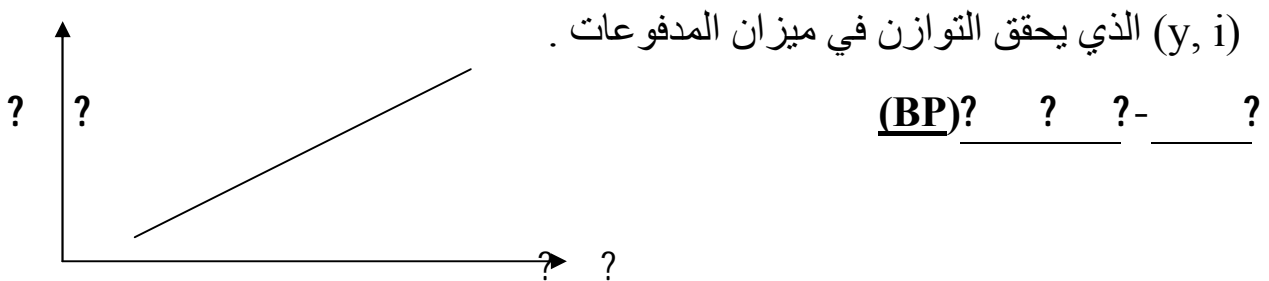 (y, i) الذي يحقق التوازن في ميزان المدفوعات .
? - ? ? ?(BP)
? ?
? ?